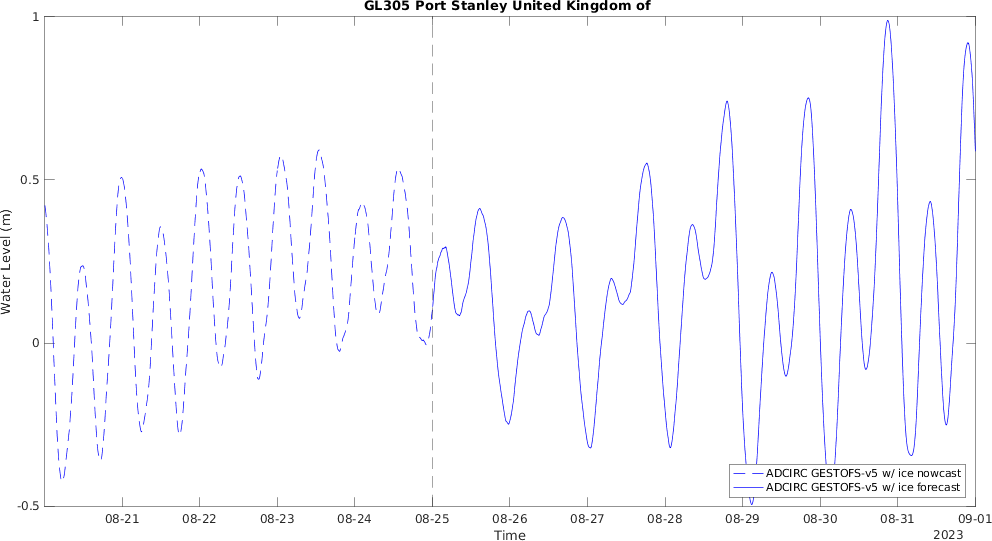 GL305 Port Stanley United Kingdom of
1
0.5
0
-0.5
Water Level (m)
ADCIRC GESTOFS-v5 w/ ice nowcast
ADCIRC GESTOFS-v5 w/ ice forecast
08-21 08-22 08-23 08-24 08-25 08-26 08-27 08-28 08-29 08-30 08-31 09-01
Time
2023